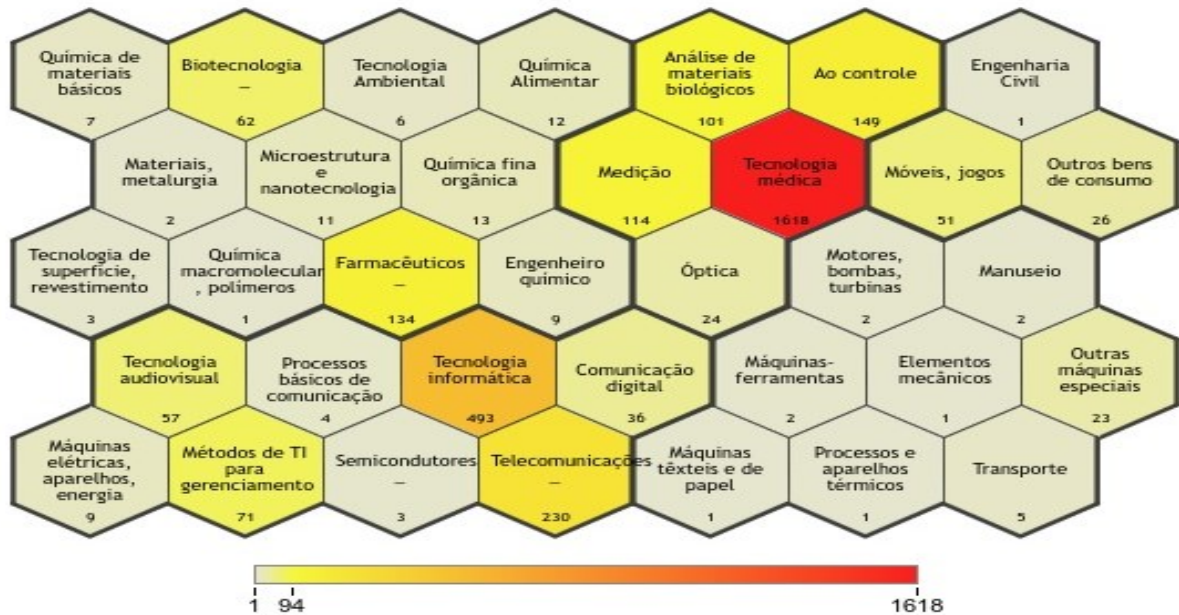 Química de
materiais
básicos
7
Biotecnologia
–
62
Tecnologia
Ambiental
6
Química
Alimentar
12
Análise de
materiais
biológicos
101
Ao controle
149
Engenharia
Civil
1
Materiais,
metalurgia
2
Microestrutura
e
nanotecnologia
11
Química fina
orgânica
13
Medição
114
Tecnologia
médica
1618
Móveis, jogos
51
Outros bens
de consumo
26
Tecnologia de
superfície,
revestimento
3
Química
macromolecular
, polímeros
1
Farmacêuticos
–
134
Engenheiro
químico
9
Óptica
24
Motores,
bombas,
turbinas
2
Manuseio
2
Tecnologia
audiovisual
57
Processos
básicos de
comunicação
4
Tecnologia
informática
493
Comunicação
digital
36
Máquinas-
ferramentas
2
Elementos
mecânicos
1
Outras
máquinas
especiais
23
Máquinas
elétricas,
aparelhos,
energia
9
Métodos de TI
para
gerenciamento
71
Semicondutores
–
3
Telecomunicações
–
230
Máquinas
têxteis e de
papel
1
Processos e
aparelhos
térmicos
1
Transporte
5
1 94 1618